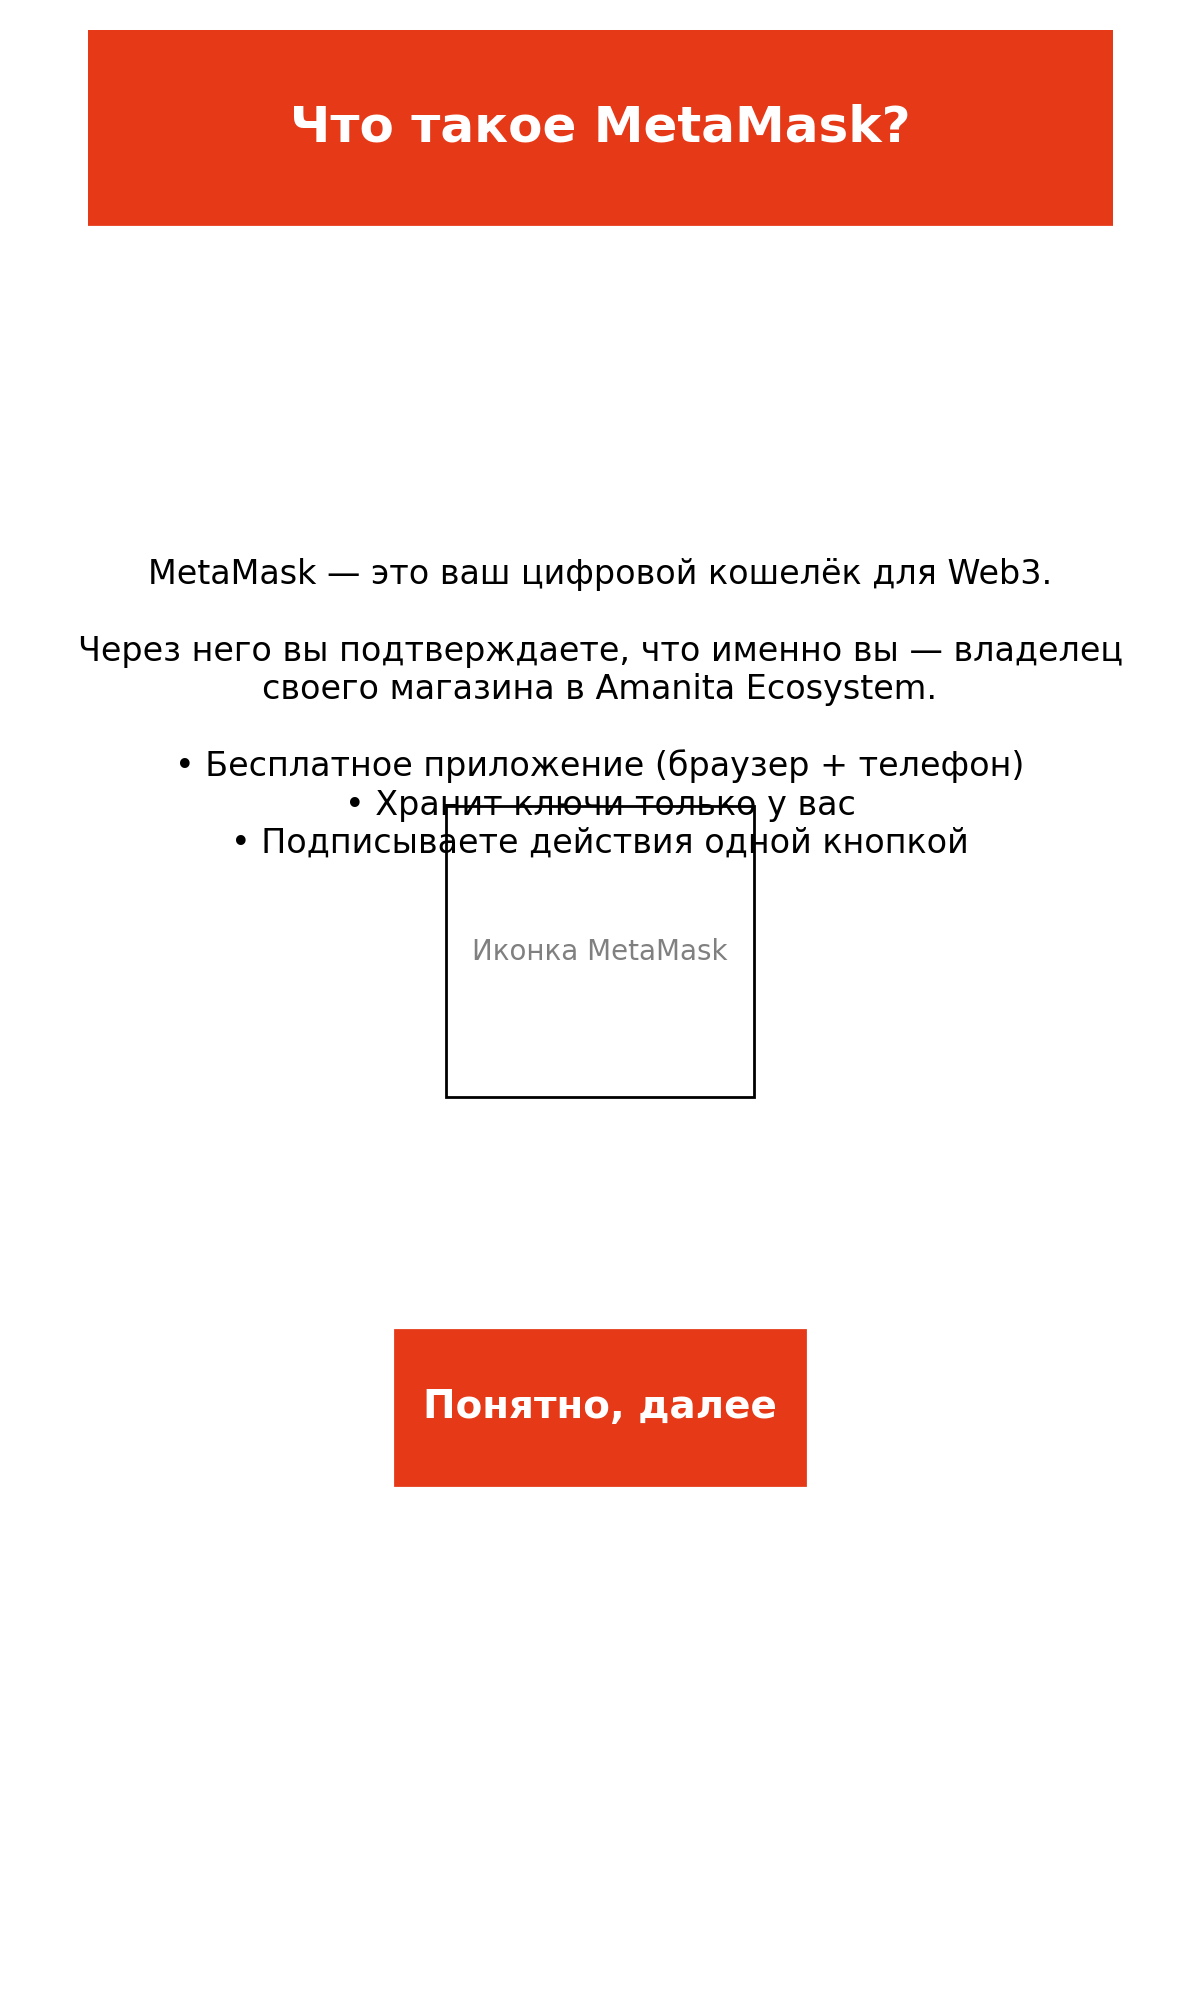 Что такое MetaMask?
MetaMask — это ваш цифровой кошелёк для Web3.
Через него вы подтверждаете, что именно вы — владелец
своего магазина в Amanita Ecosystem.
• Бесплатное приложение (браузер + телефон)
• Хранит ключи только у вас
• Подписываете действия одной кнопкой
Иконка MetaMask
Понятно, далее